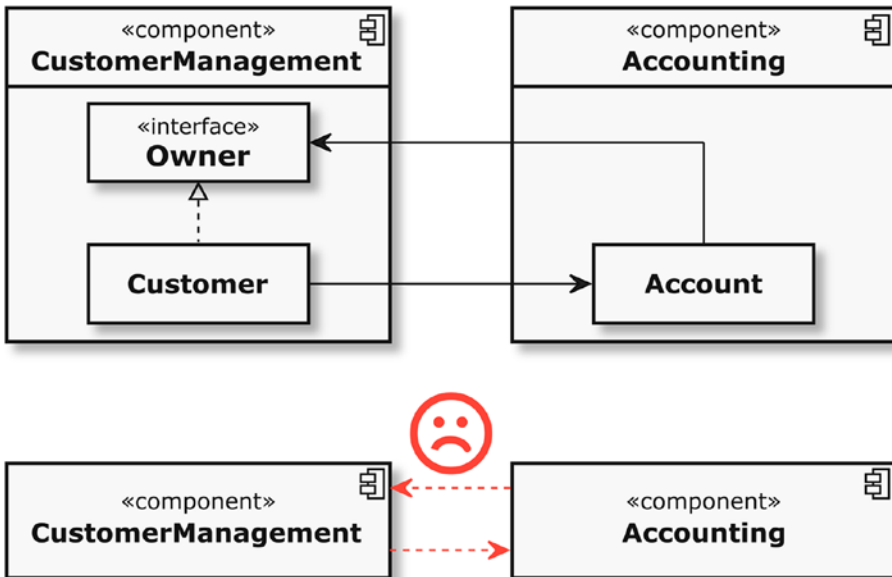 «component»
CustomerManagement
«component»
Accounting
«interface»
Owner
Customer
Account
«component»
CustomerManagement
«component»
Accounting